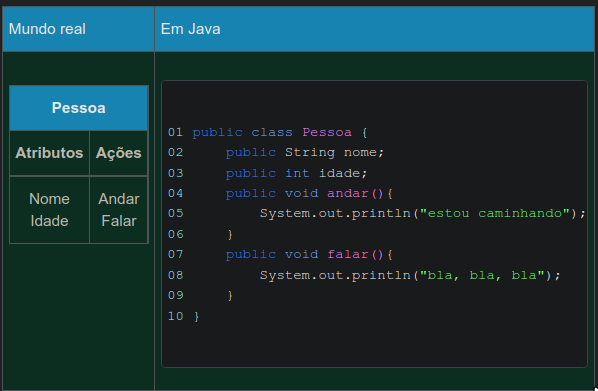 Mundo real
Em Java
Pessoa
Atributos Ações
Nome Andar
Idade Falar
01 public class Pessoa {
02     public String nome;
03     public int idade;
04     public void andar(){
05         System.out.println("estou caminhando");
06     }
07     public void falar(){
08         System.out.println("bla, bla, bla");
09     }
10 }